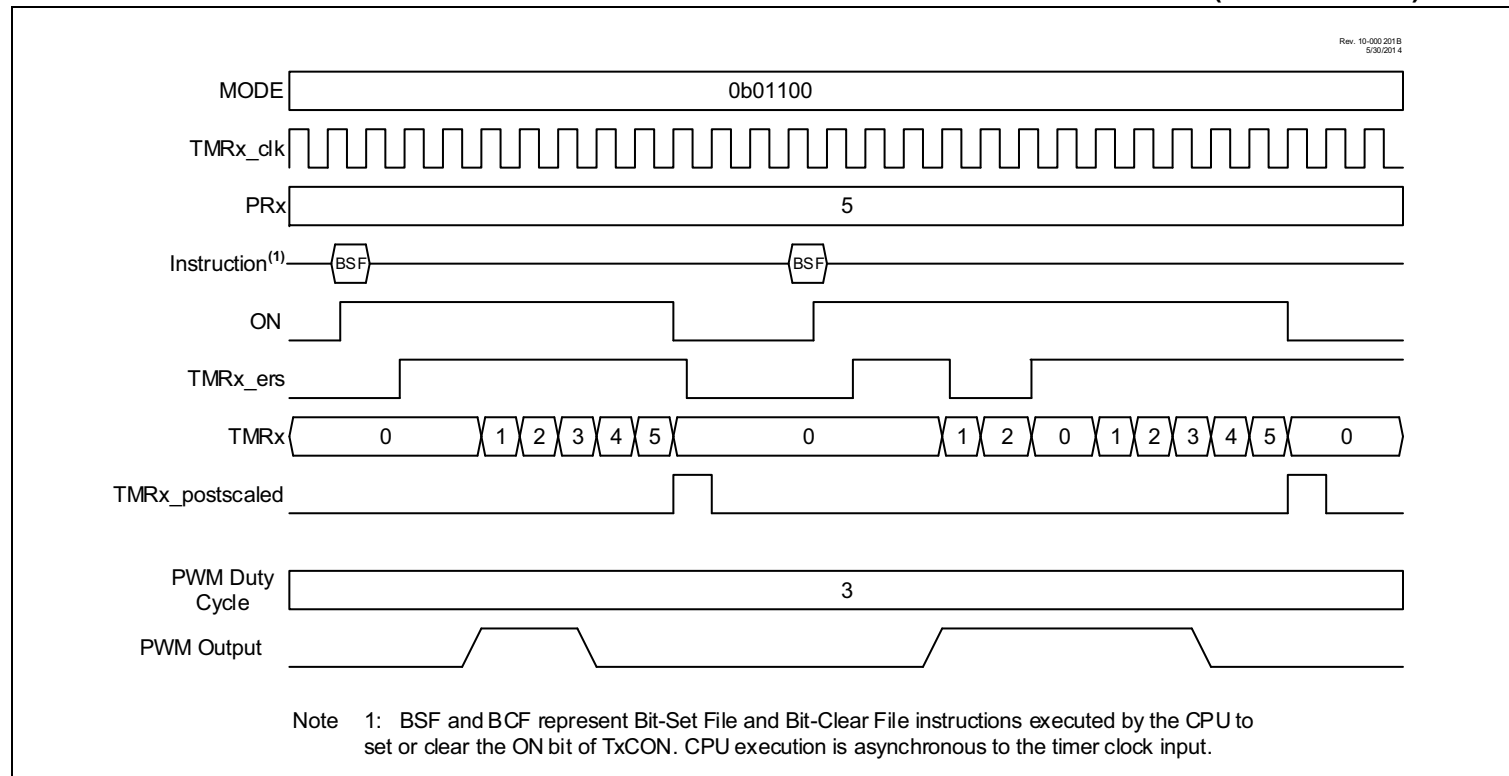 Rev. 10-000 201B
5/30/201 4
MODE 0b01100
TMRx_clk
PRx 5
Instruction(1) BSF BSF
ON
TMRx_ers
TMRx 0 1 2 3 4 5 0 1 2 0 1 2 3 4 5 0
TMRx_postscaled
PWM Duty
Cycle 3
PWM Output
Note 1: BSF and BCF represent Bit-Set File and Bit-Clear File instructions executed by the CPU to
set or clear the ON bit of TxCON. CPU execution is asynchronous to the timer clock input.